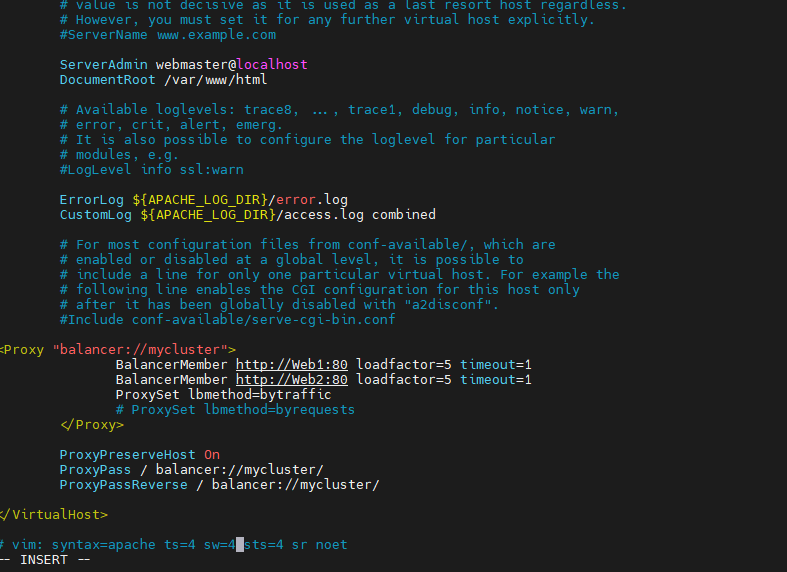 # value is not decisive as it is used as a last resort host regardless.
# However, you must set it for any further virtual host explicitly.
#ServerName www.example.com
ServerAdmin webmaster@localhost
DocumentRoot /var/www/html
# Available loglevels: trace8, ..., trace1, debug, info, notice, warn,
# error, crit, alert, emerg.
# It is also possible to configure the loglevel for particular
# modules, e.g.
#LogLevel info ssl:warn
ErrorLog ${APACHE_LOG_DIR}/error.log
CustomLog ${APACHE_LOG_DIR}/access.log combined
# For most configuration files from conf-available/, which are
# enabled or disabled at a global level, it is possible to
# include a line for only one particular virtual host. For example the
# following line enables the CGI configuration for this host only
# after it has been globally disabled with "a2disconf".
#Include conf-available/serve-cgi-bin.conf
<Proxy "balancer://mycluster">
BalancerMember http://Web1:80 loadfactor=5 timeout=1
BalancerMember http://Web2:80 loadfactor=5 timeout=1
ProxySet lbmethod=bytraffic
# ProxySet lbmethod=byrequests
</Proxy>
ProxyPreserveHost On
ProxyPass / balancer://mycluster/
ProxyPassReverse / balancer://mycluster/
</VirtualHost>
# vim: syntax=apache ts=4 sw=4 sts=4 sr noet
-- INSERT --